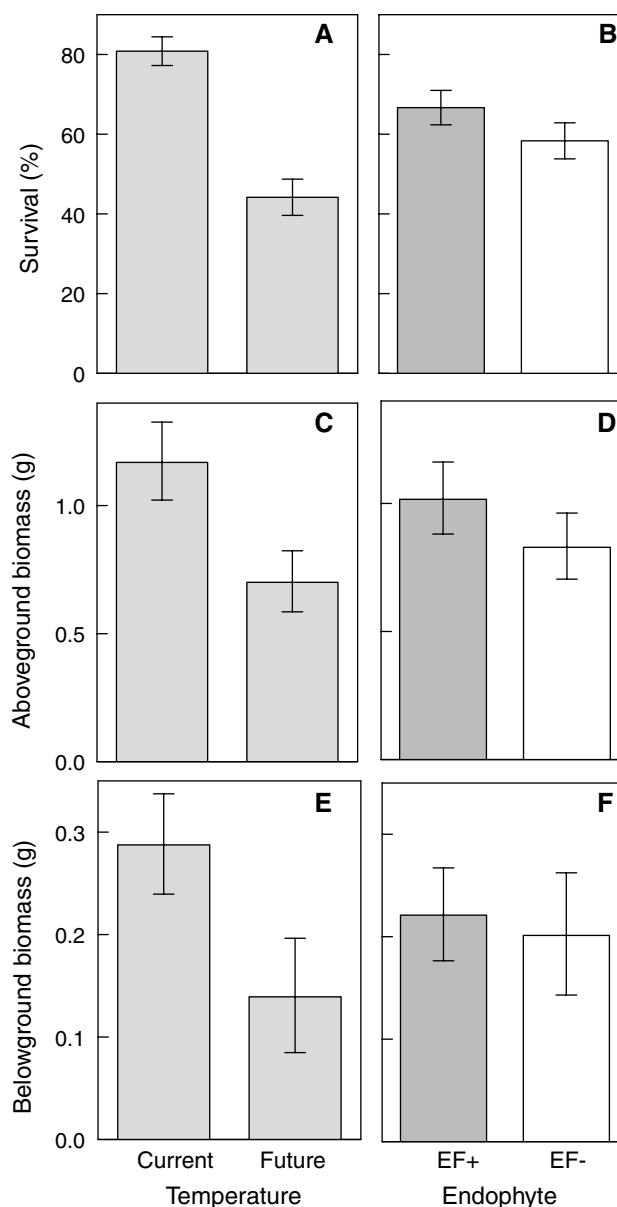 A B
Survival (%)
80
60
40
20
0
C D
Aboveground biomass (g)
1.0
0.5
0.0
E F
Belowground biomass (g)
0.3
0.2
0.1
0.0
Current Future EF+ EF-
Temperature Endophyte